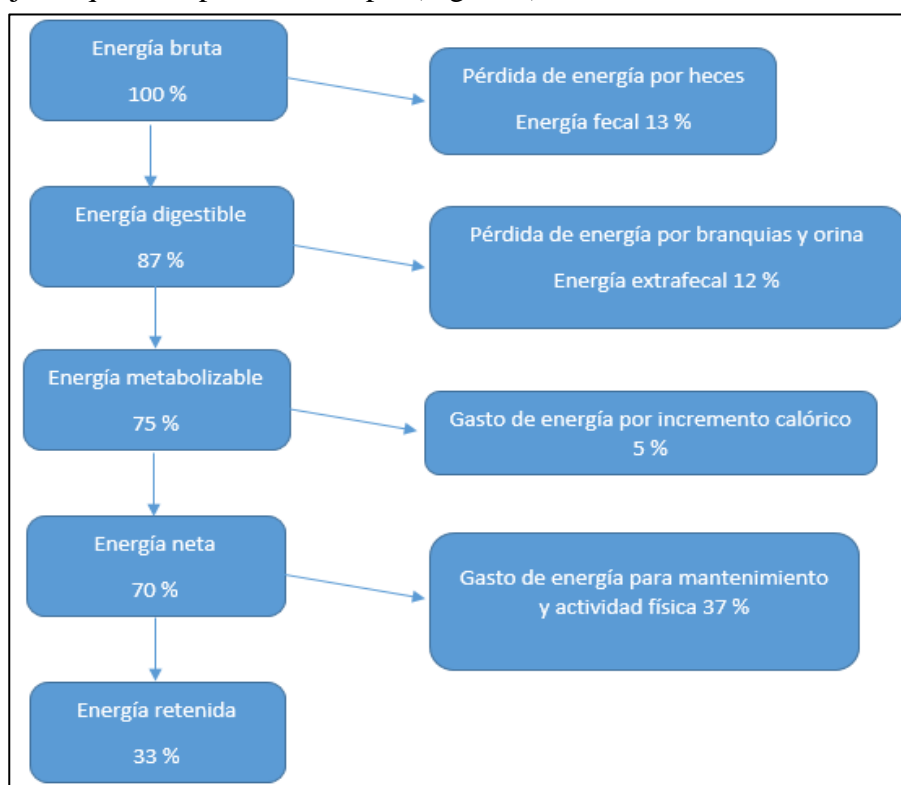 Energía bruta
100 %
Pérdida de energía por heces
Energía fecal 13 %
Energía digestible
87 %
Pérdida de energía por branquias y orina
Energía extrafecal 12 %
Energía metabolizable
75 %
Gasto de energía por incremento calórico
5 %
Energía neta
70 %
Gasto de energía para mantenimiento
y actividad física 37 %
Energía retenida
33 %